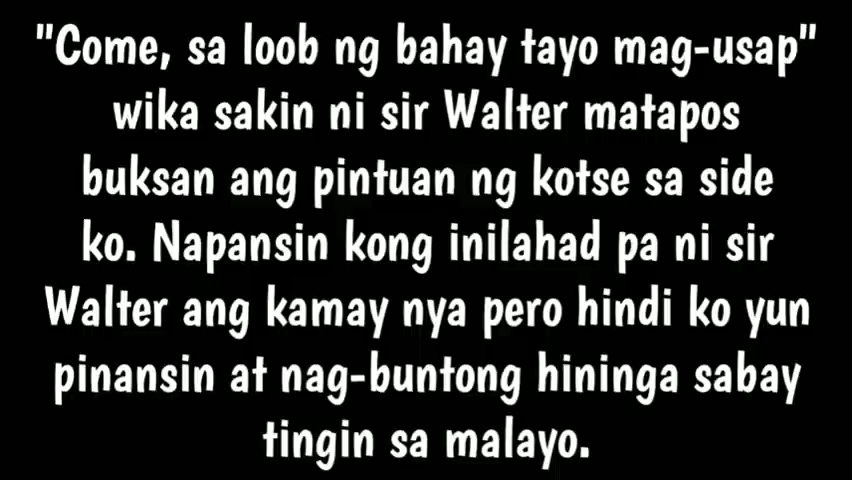 "Come, sa loob ng bahay tayo mag-usap"
wika sakin ni sir Walter matapos
buksan ang pintuan ng kotse sa side
ko. Napansin kong inilahad pa ni sir
Walter ang kamay nya pero hindi ko yun
pinansin at nag-buntong hininga sabay
tingin sa malayo.